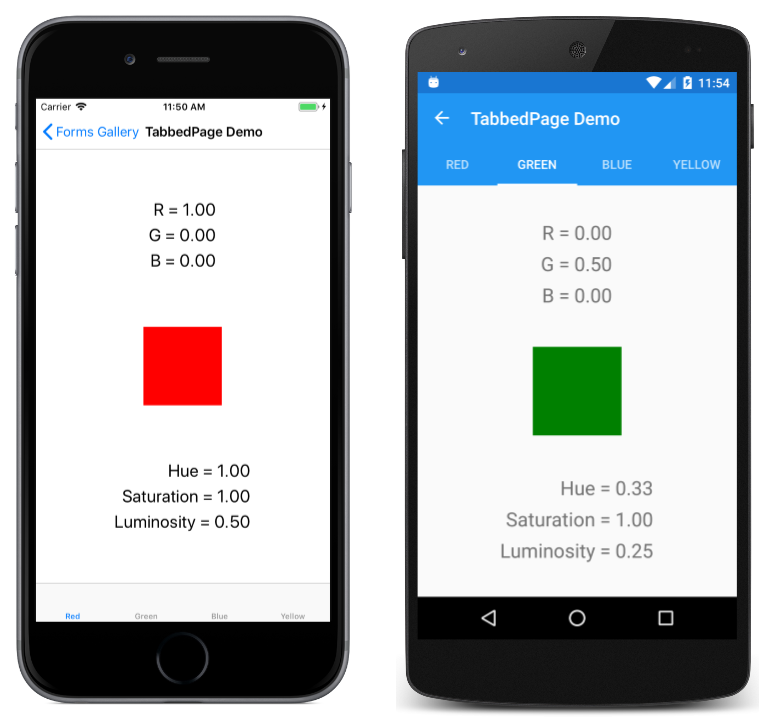 Carrier 11:50 AM
Forms Gallery TabbedPage Demo
R = 1.00
G = 0.00
B = 0.00
Hue = 1.00
Saturation = 1.00
Luminosity = 0.50
Red Green Blue Yellow
11:54
TabbedPage Demo
RED GREEN BLUE YELLOW
R = 0.00
G = 0.50
B = 0.00
Hue = 0.33
Saturation = 1.00
Luminosity = 0.25